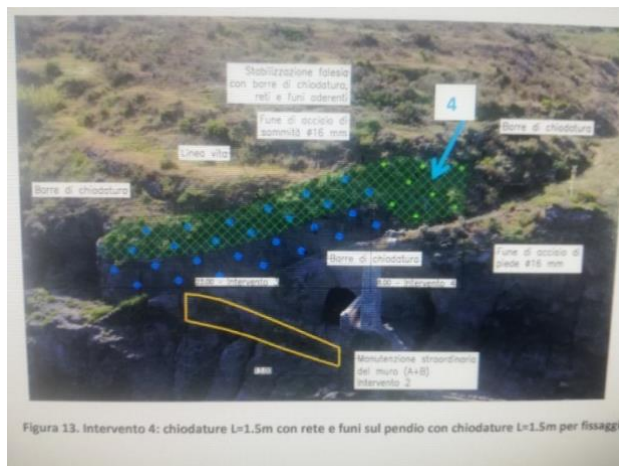 Stabilizzazione falesia
con barre di chiodatura,
reti e funi aderenti
4
Fune di acciaio di
sommità #16 mm
Barre di chiodatura
Linea vita
Barre di chiodatura
Barre di chiodatura
Fune di acciaio di
piede #16 mm
- Intervento
8.00 - Intervento 4
Manutenzione straordinaria
del muro (A+B)
Intervento 2
Figura 13. Intervento 4: chiodature L=1.5m con rete e funi sul pendio con chiodature L=1.5m per fissaggi